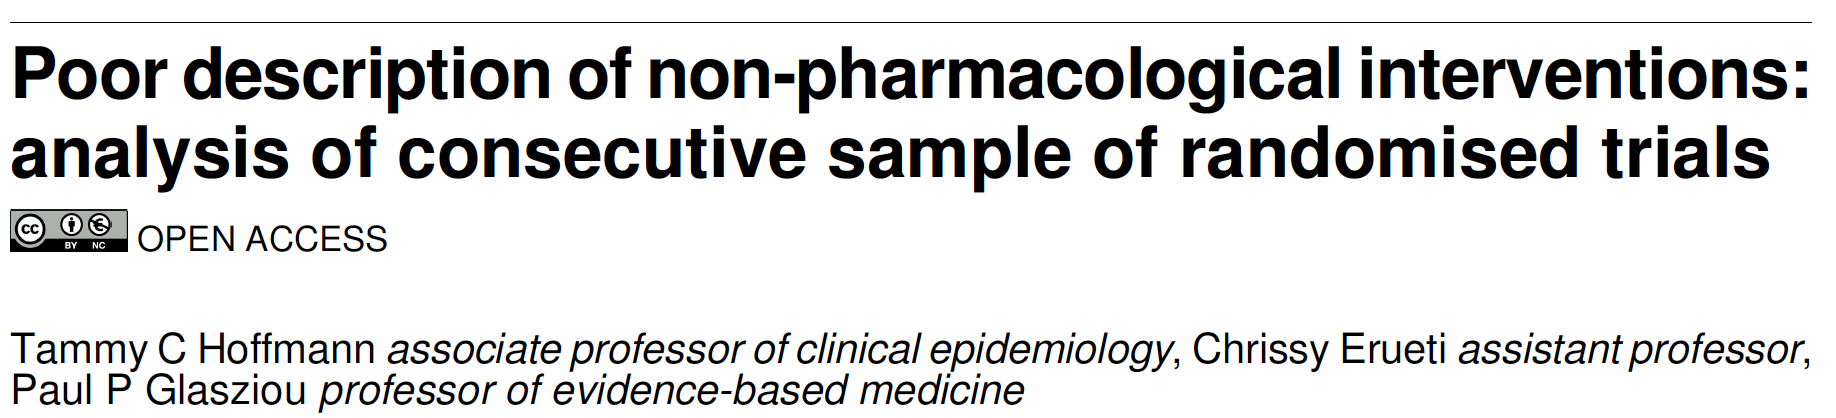 Poor description of non-pharmacological interventions:
analysis of consecutive sample of randomised trials
cc BY NC OPEN ACCESS
Tammy C Hoffmann associate professor of clinical epidemiology, Chrissy Erueti assistant professor,
Paul P Glasziou professor of evidence-based medicine